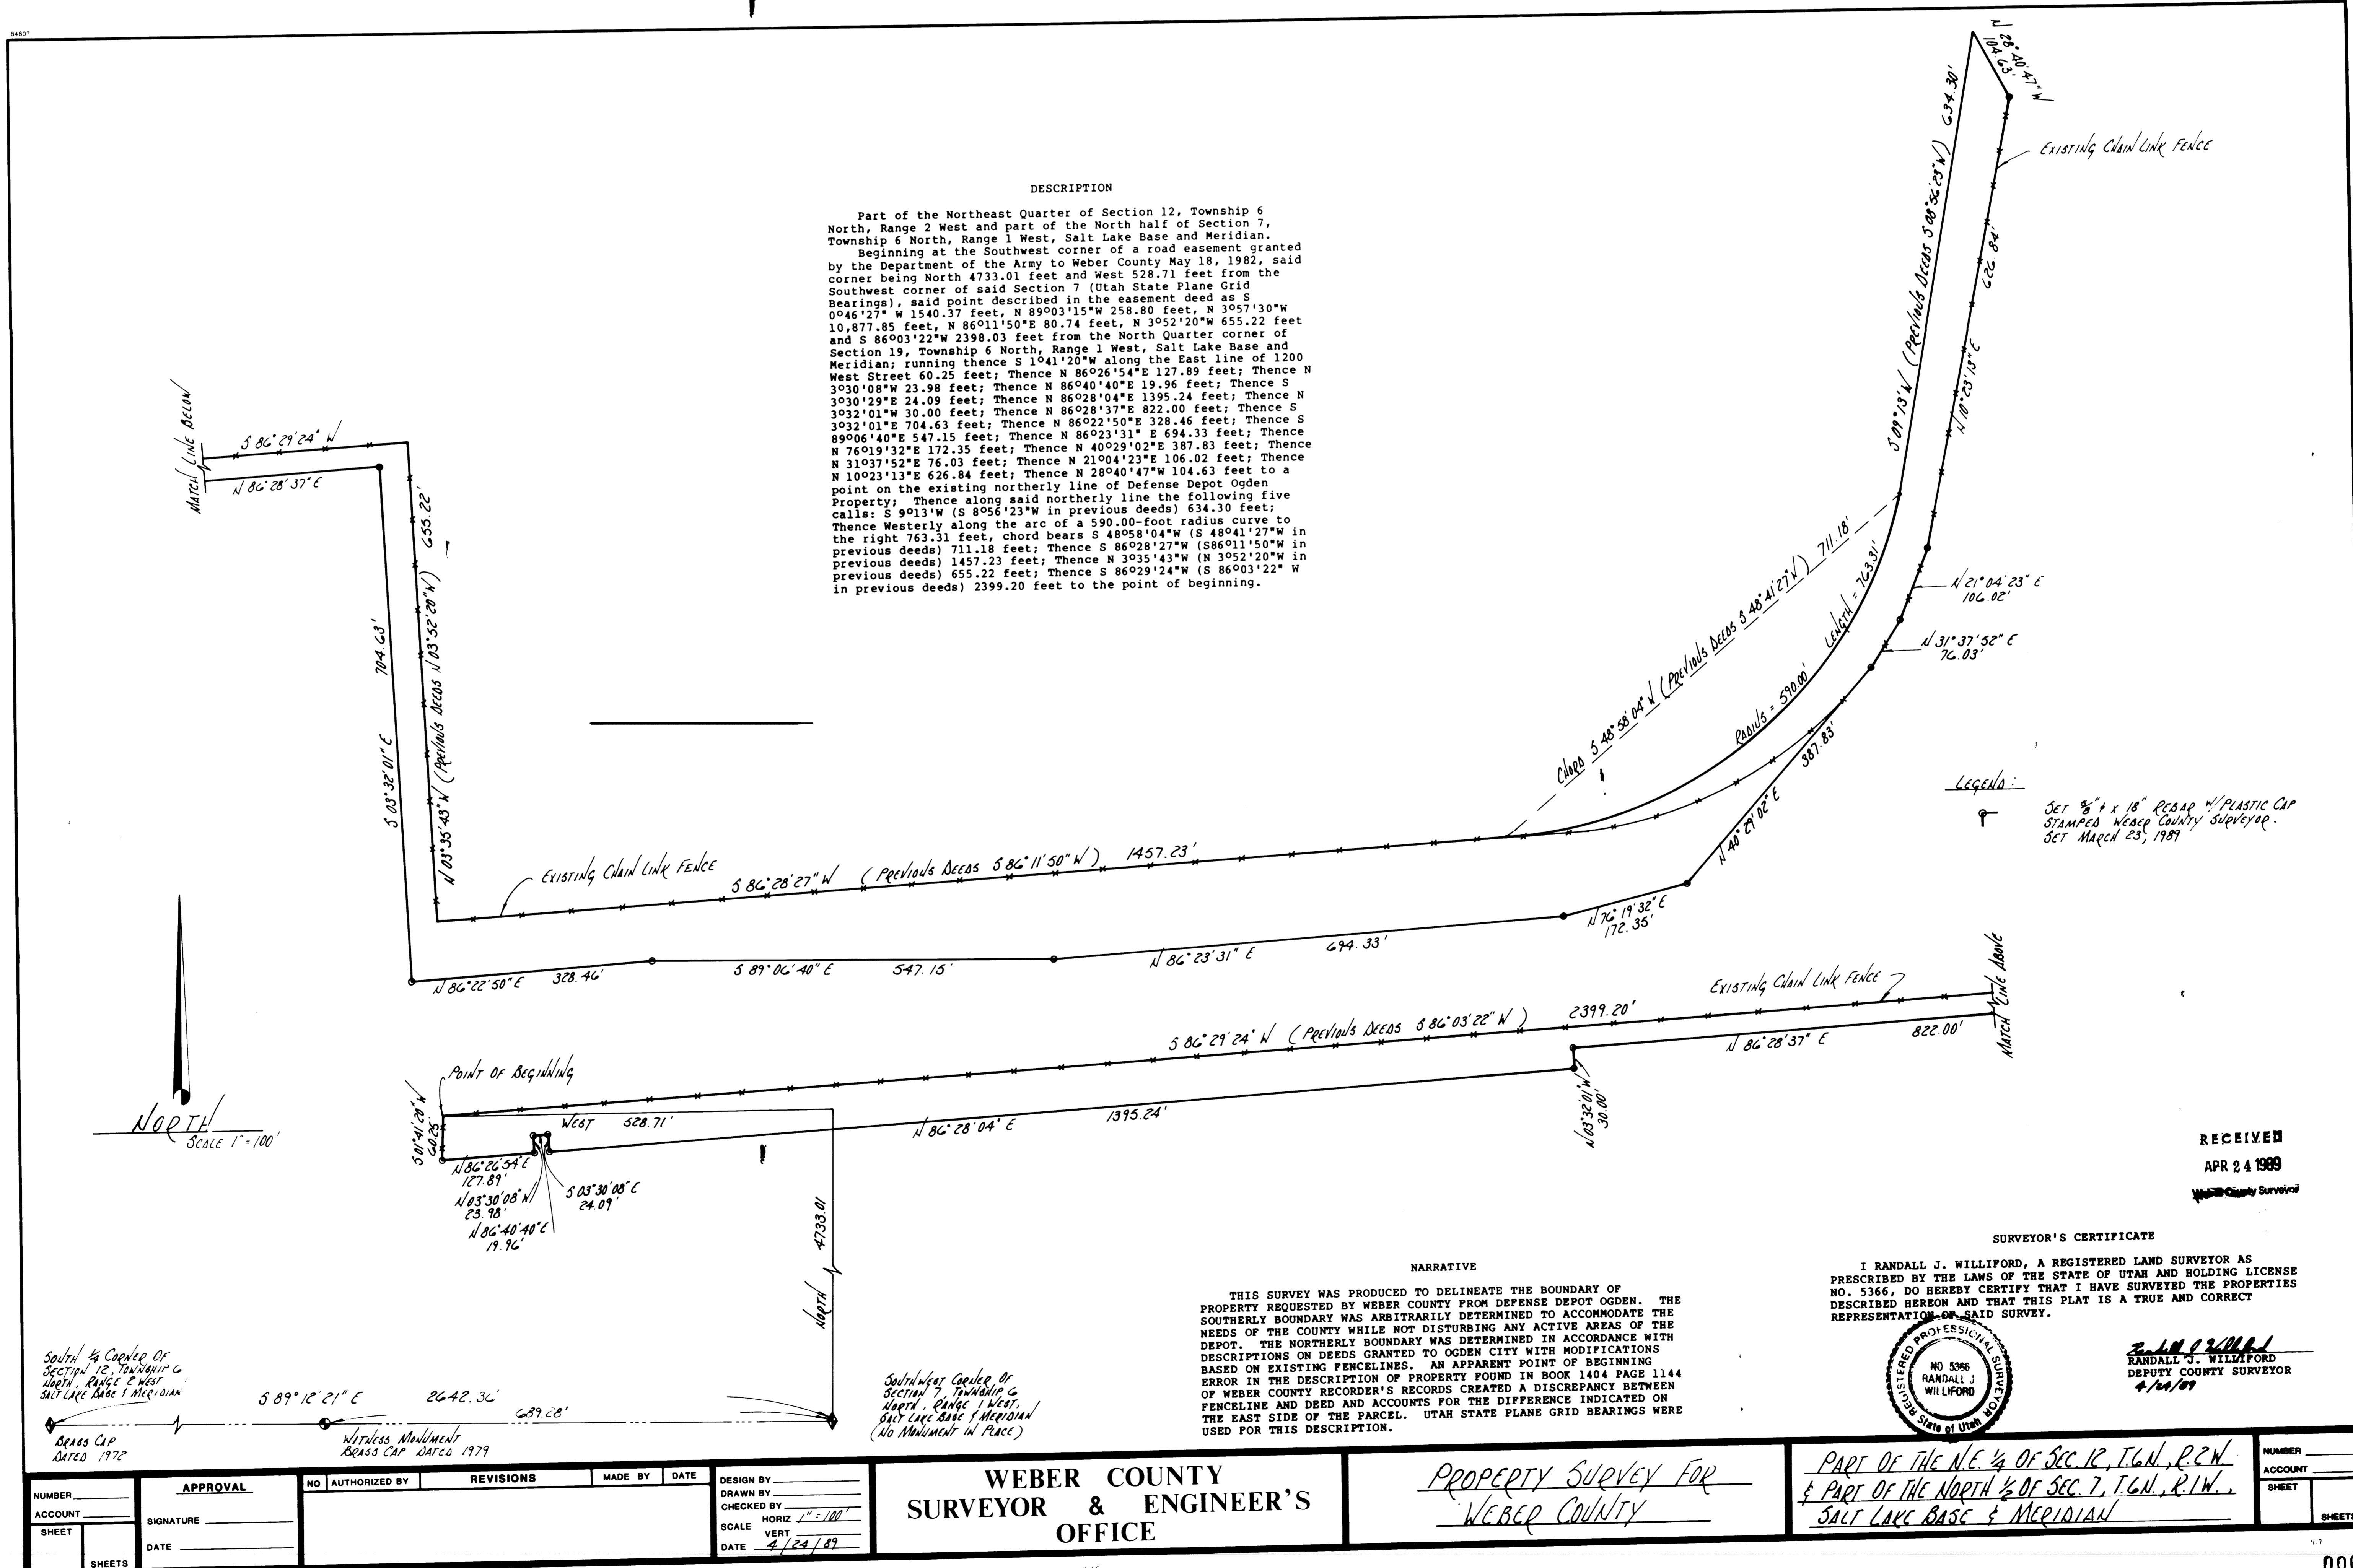 84807
N 28°40'47" W
104.63'
EXISTING CHAIN LINK FENCE
S 09°13' W (PREVIOUS DEEDS S 08°56'23" W) 634.30'
N 10°23'13" E 626.84'
DESCRIPTION
Part of the Northeast Quarter of Section 12, Township 6
North, Range 2 West and part of the North half of Section 7,
Township 6 North, Range 1 West, Salt Lake Base and Meridian.
Beginning at the Southwest corner of a road easement granted
by the Department of the Army to Weber County May 18, 1982, said
corner being North 4733.01 feet and West 528.71 feet from the
Southwest corner of said Section 7 (Utah State Plane Grid
Bearings), said point described in the easement deed as S
0°46'27" W 1540.37 feet, N 89°03'15"W 258.80 feet, N 3°57'30"W
10,877.85 feet, N 86°11'50"E 80.74 feet, N 3°52'20"W 655.22 feet
and S 86°03'22"W 2398.03 feet from the North Quarter corner of
Section 19, Township 6 North, Range 1 West, Salt Lake Base and
Meridian; running thence S 1°41'20"W along the East line of 1200
West Street 60.25 feet; Thence N 86°26'54"E 127.89 feet; Thence N
3°30'08"W 23.98 feet; Thence N 86°40'40"E 19.96 feet; Thence S
3°30'29"E 24.09 feet; Thence N 86°28'04"E 1395.24 feet; Thence N
3°32'01"W 30.00 feet; Thence N 86°28'37"E 822.00 feet; Thence S
3°32'01"E 704.63 feet; Thence N 86°22'50"E 328.46 feet; Thence S
89°06'40"E 547.15 feet; Thence N 86°23'31" E 694.33 feet; Thence
N 76°19'32"E 172.35 feet; Thence N 40°29'02"E 387.83 feet; Thence
N 31°37'52"E 76.03 feet; Thence N 21°04'23"E 106.02 feet; Thence
N 10°23'13"E 626.84 feet; Thence N 28°40'47"W 104.63 feet to a
point on the existing northerly line of Defense Depot Ogden
Property; Thence along said northerly line the following five
calls: S 9°13'W (S 8°56'23"W in previous deeds) 634.30 feet;
Thence Westerly along the arc of a 590.00-foot radius curve to
the right 763.31 feet, chord bears S 48°58'04"W (S 48°41'27"W in
previous deeds) 711.18 feet; Thence S 86°28'27"W (S86°11'50"W in
previous deeds) 1457.23 feet; Thence N 3°35'43"W (N 3°52'20"W in
previous deeds) 655.22 feet; Thence S 86°29'24"W (S 86°03'22" W
in previous deeds) 2399.20 feet to the point of beginning.
MATCH LINE BELOW
S 86°29'24" W
N 86°28'37" E
S 03°32'01" E 704.63'
N 03°35'43" W (PREVIOUS DEEDS N 03°52'20" W) 655.22'
CHORD S 48°58'04" W (PREVIOUS DEEDS S 48°41'27" W) 711.18'
RADIUS = 590.00' LENGTH = 763.31'
N 21°04'23" E
106.02'
N 31°37'52" E
76.03'
N 40°29'02" E 387.83'
LEGEND:
SET 5/8" ϕ x 18" REBAR W/ PLASTIC CAP
STAMPED WEBER COUNTY SURVEYOR.
SET MARCH 23, 1989
EXISTING CHAIN LINK FENCE
S 86°28'27" W (PREVIOUS DEEDS S 86°11'50" W) 1457.23'
N 86°22'50" E 328.46'
S 89°06'40" E 547.15'
N 86°23'31" E 694.33'
N 76°19'32" E
172.35'
NORTH
SCALE 1"=100'
POINT OF BEGINNING
S 86°29'24" W (PREVIOUS DEEDS S 86°03'22" W) 2399.20'
EXISTING CHAIN LINK FENCE
MATCH LINE ABOVE
N 86°28'37" E 822.00'
N 03°32'01" W
30.00'
S 01°41'20" W
60.25'
WEST 528.71'
N 86°28'04" E 1395.24'
N 86°26'54" E
127.89'
N 03°30'08" W
23.98'
N 86°40'40" E
19.96'
S 03°30'08" E
24.09'
NORTH 4733.01
RECEIVED
APR 24 1989
Weber County Surveyor
SOUTH 1/4 CORNER OF
SECTION 12, TOWNSHIP 6
NORTH, RANGE 2 WEST
SALT LAKE BASE & MERIDIAN
S 89°12'21" E 2642.36'
639.28'
BRASS CAP
DATED 1972
WITNESS MONUMENT
BRASS CAP DATED 1979
SOUTHWEST CORNER OF
SECTION 7, TOWNSHIP 6
NORTH, RANGE 1 WEST,
SALT LAKE BASE & MERIDIAN
(NO MONUMENT IN PLACE)
NARRATIVE
THIS SURVEY WAS PRODUCED TO DELINEATE THE BOUNDARY OF
PROPERTY REQUESTED BY WEBER COUNTY FROM DEFENSE DEPOT OGDEN. THE
SOUTHERLY BOUNDARY WAS ARBITRARILY DETERMINED TO ACCOMMODATE THE
NEEDS OF THE COUNTY WHILE NOT DISTURBING ANY ACTIVE AREAS OF THE
DEPOT. THE NORTHERLY BOUNDARY WAS DETERMINED IN ACCORDANCE WITH
DESCRIPTIONS ON DEEDS GRANTED TO OGDEN CITY WITH MODIFICATIONS
BASED ON EXISTING FENCELINES. AN APPARENT POINT OF BEGINNING
ERROR IN THE DESCRIPTION OF PROPERTY FOUND IN BOOK 1404 PAGE 1144
OF WEBER COUNTY RECORDER'S RECORDS CREATED A DISCREPANCY BETWEEN
FENCELINE AND DEED AND ACCOUNTS FOR THE DIFFERENCE INDICATED ON
THE EAST SIDE OF THE PARCEL. UTAH STATE PLANE GRID BEARINGS WERE
USED FOR THIS DESCRIPTION.
SURVEYOR'S CERTIFICATE
I RANDALL J. WILLIFORD, A REGISTERED LAND SURVEYOR AS
PRESCRIBED BY THE LAWS OF THE STATE OF UTAH AND HOLDING LICENSE
NO. 5366, DO HEREBY CERTIFY THAT I HAVE SURVEYED THE PROPERTIES
DESCRIBED HEREON AND THAT THIS PLAT IS A TRUE AND CORRECT
REPRESENTATION OF SAID SURVEY.
REGISTERED PROFESSIONAL SURVEYOR
NO 5366
RANDALL J.
WILLIFORD
State of Utah
Randall J Williford
RANDALL J. WILLIFORD
DEPUTY COUNTY SURVEYOR
4/24/89
NUMBER
ACCOUNT
SHEET
SHEETS
APPROVAL
SIGNATURE
DATE
NO AUTHORIZED BY REVISIONS MADE BY DATE
DESIGN BY
DRAWN BY
CHECKED BY
SCALE HORIZ 1"=100'
VERT
DATE 4/24/89
WEBER COUNTY
SURVEYOR & ENGINEER'S
OFFICE
PROPERTY SURVEY FOR
WEBER COUNTY
PART OF THE N.E. 1/4 OF SEC. 12, T.6N., R.2W
& PART OF THE NORTH 1/2 OF SEC. 7, T.6N., R.1W.,
SALT LAKE BASE & MERIDIAN
NUMBER
ACCOUNT
SHEET
SHEETS